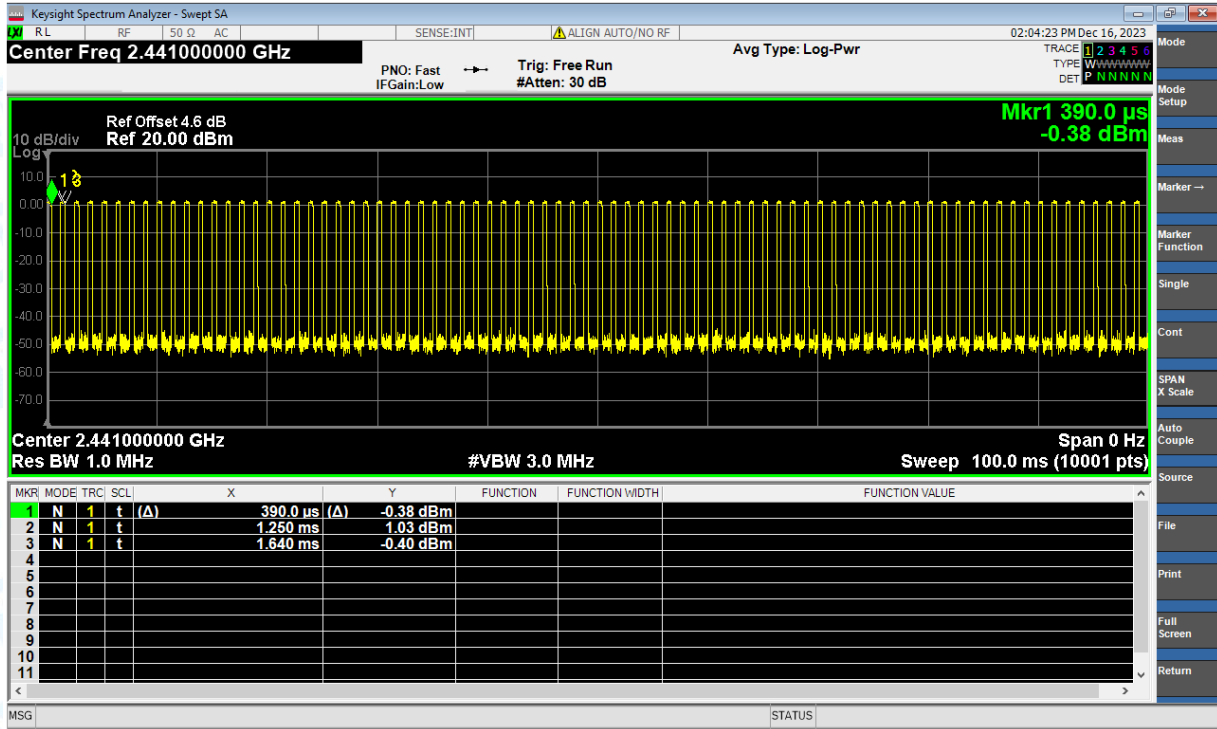 Keysight Spectrum Analyzer - Swept SA
LXI RL RF 50 Ω AC SENSE:INT ALIGN AUTO/NO RF 02:04:23 PM Dec 16, 2023
Center Freq 2.441000000 GHz
Avg Type: Log-Pwr
TRACE 1 2 3 4 5 6
TYPE WWWWWW
DET P N N N N N
PNO: Fast
IFGain:Low
Trig: Free Run
#Atten: 30 dB
Mkr1 390.0 µs
-0.38 dBm
Ref Offset 4.6 dB
10 dB/div Ref 20.00 dBm
Log
10.0
0.00
-10.0
-20.0
-30.0
-40.0
-50.0
-60.0
-70.0
1
3
Center 2.441000000 GHz Span 0 Hz
Res BW 1.0 MHz #VBW 3.0 MHz Sweep 100.0 ms (10001 pts)
MKR MODE TRC SCL X Y FUNCTION FUNCTION WIDTH FUNCTION VALUE
1 N 1 t (Δ) 390.0 µs (Δ) -0.38 dBm
2 N 1 t 1.250 ms 1.03 dBm
3 N 1 t 1.640 ms -0.40 dBm
4
5
6
7
8
9
10
11
MSG STATUS
Mode
Mode
Setup
Meas
Marker→
Marker
Function
Single
Cont
SPAN
X Scale
Auto
Couple
Source
File
Print
Full
Screen
Return